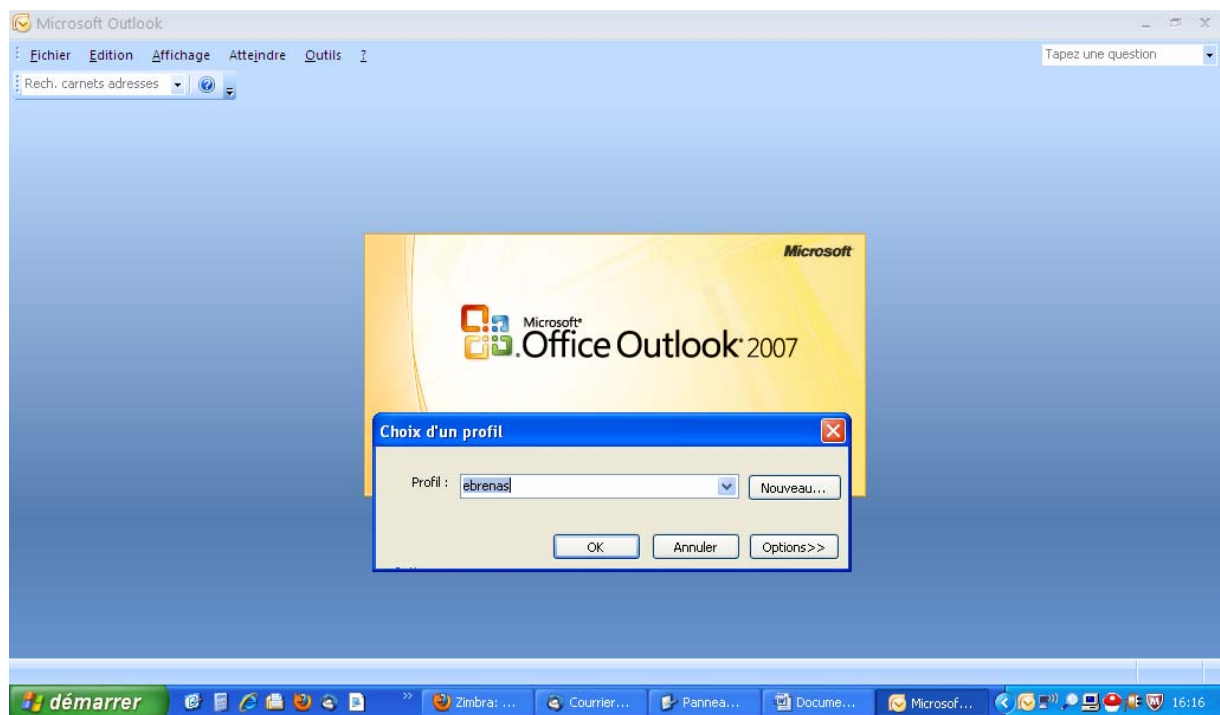 Microsoft Outlook
Fichier Edition Affichage Atteindre Outils ?
Tapez une question
Rech. carnets adresses
Microsoft
Microsoft®
Office Outlook® 2007
Choix d'un profil
Profil : ebrenas
Nouveau...
OK Annuler Options>>
démarrer
Zimbra: ... Courrier... Pannea... Docume... Microsof... 16:16